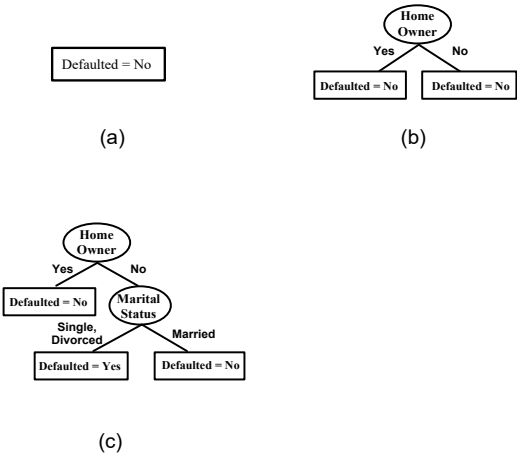 Defaulted = No
(a)
Home
Owner
Yes
No
Defaulted = No
Defaulted = No
(b)
Home
Owner
Yes
No
Defaulted = No
Marital
Status
Single,
Divorced
Married
Defaulted = Yes
Defaulted = No
(c)